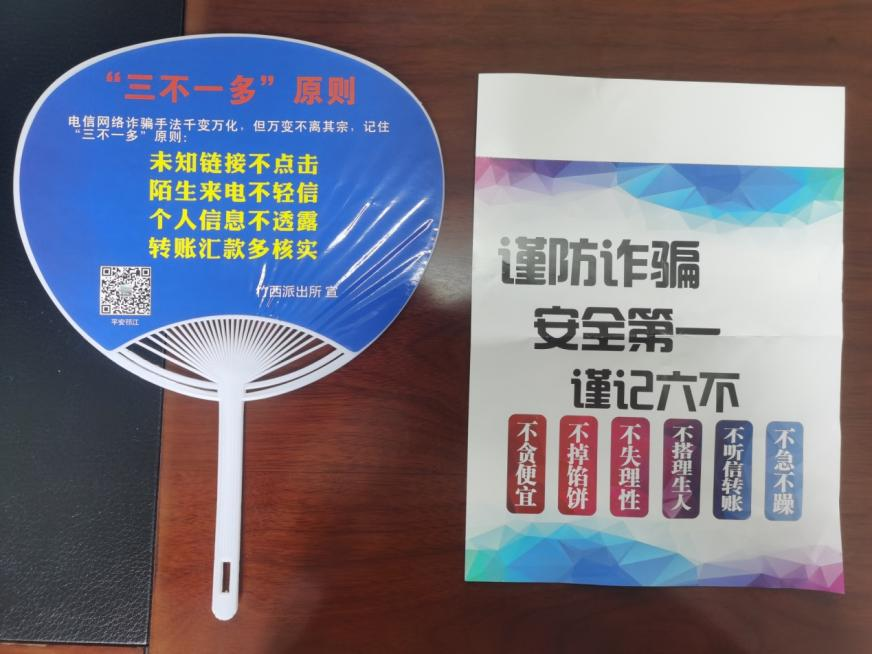 “三不一多”原则
电信网络诈骗手法千变万化，但万变不离其宗，记住
“三不一多”原则：
未知链接不点击
陌生来电不轻信
个人信息不透露
转账汇款多核实
平安邗江
竹西派出所 宣
谨防诈骗
安全第一
谨记六不
不贪便宜
不掉馅饼
不失理性
不搭理生人
不听信转账
不急不躁